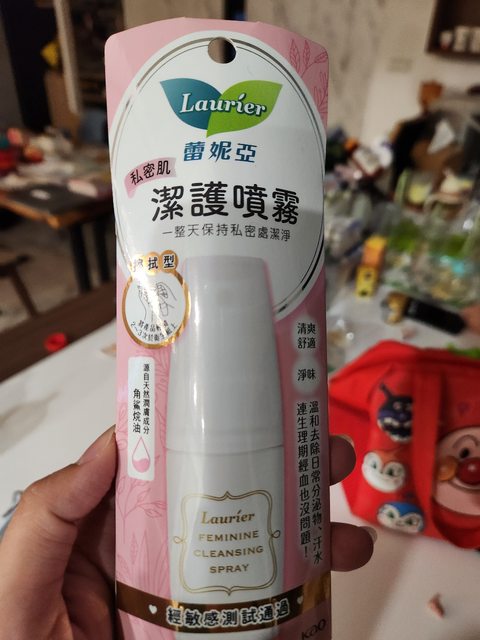 Laurier
蕾妮亞
私密肌
潔護噴霧
一整天保持私密處潔淨
擦拭型
清爽
舒適
淨味
源自天然潤膚成分
角鯊烷油
溫和去除日常分泌物、汗水
連生理期經血也沒問題！
Laurier
FEMININE
CLEANSING
SPRAY
經敏感測試通過